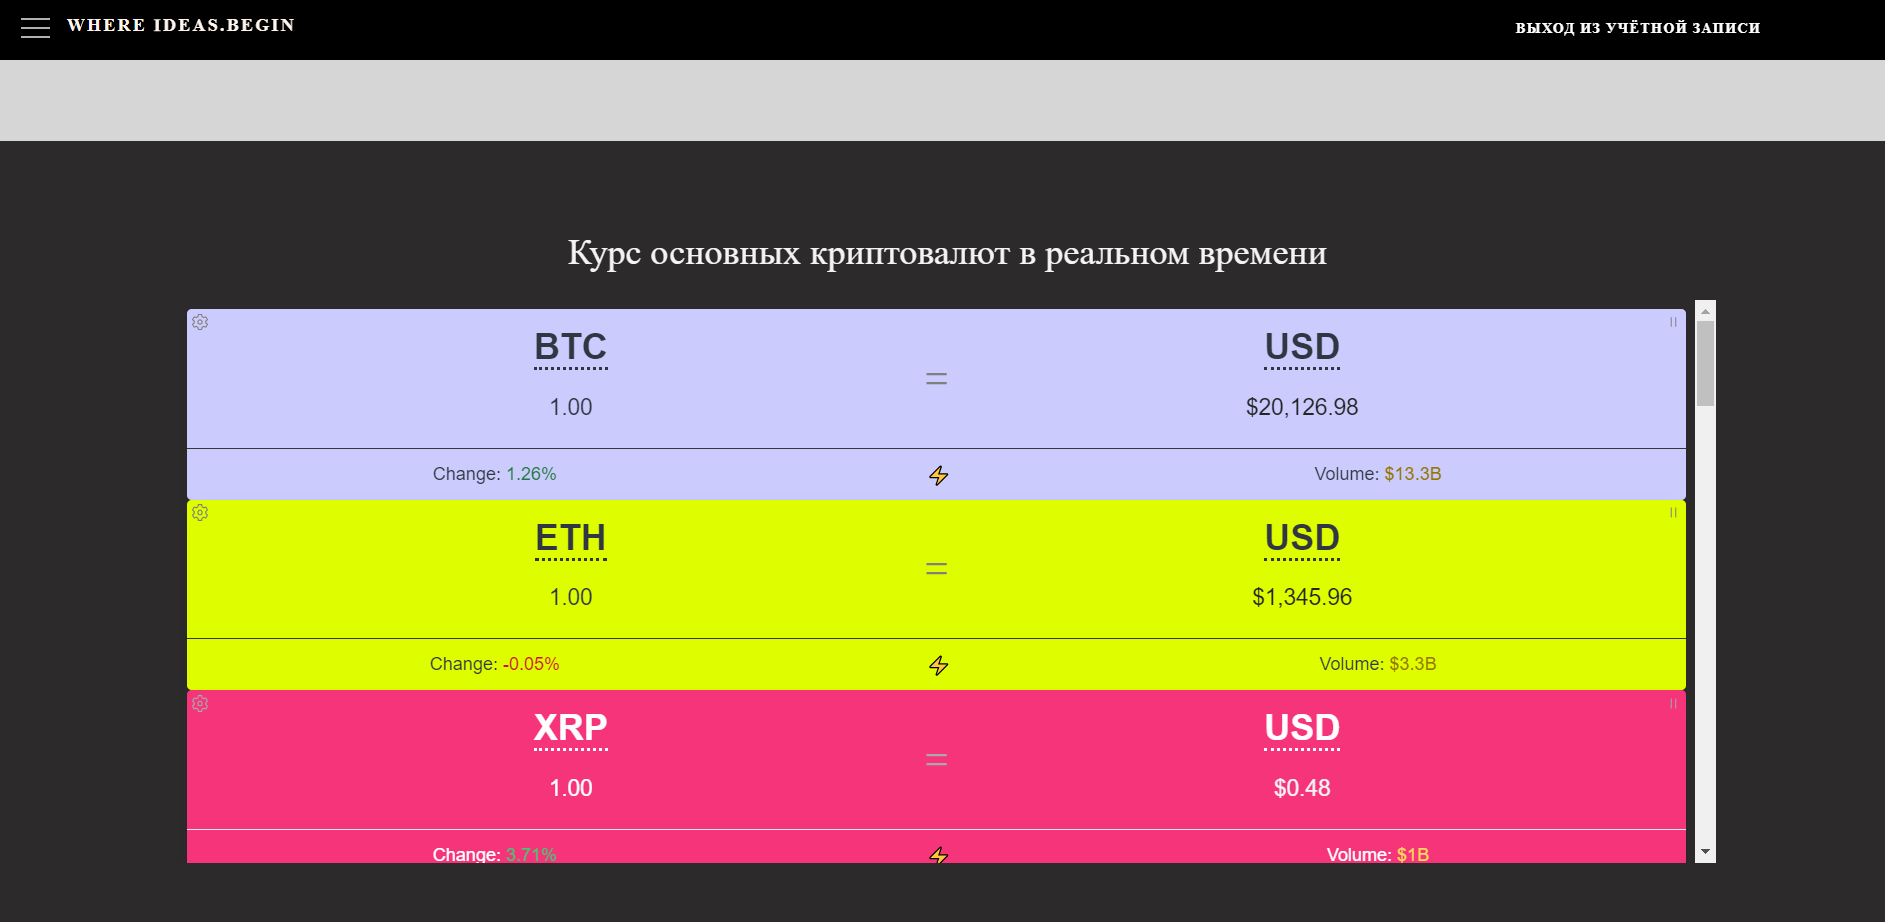 WHERE IDEAS.BEGIN
ВЫХОД ИЗ УЧЁТНОЙ ЗАПИСИ
Курс основных криптовалют в реальном времени
BTC = USD
1.00 $20,126.98
Change: 1.26% Volume: $13.3B
ETH = USD
1.00 $1,345.96
Change: -0.05% Volume: $3.3B
XRP = USD
1.00 $0.48
Change: 3.71% Volume: $1B